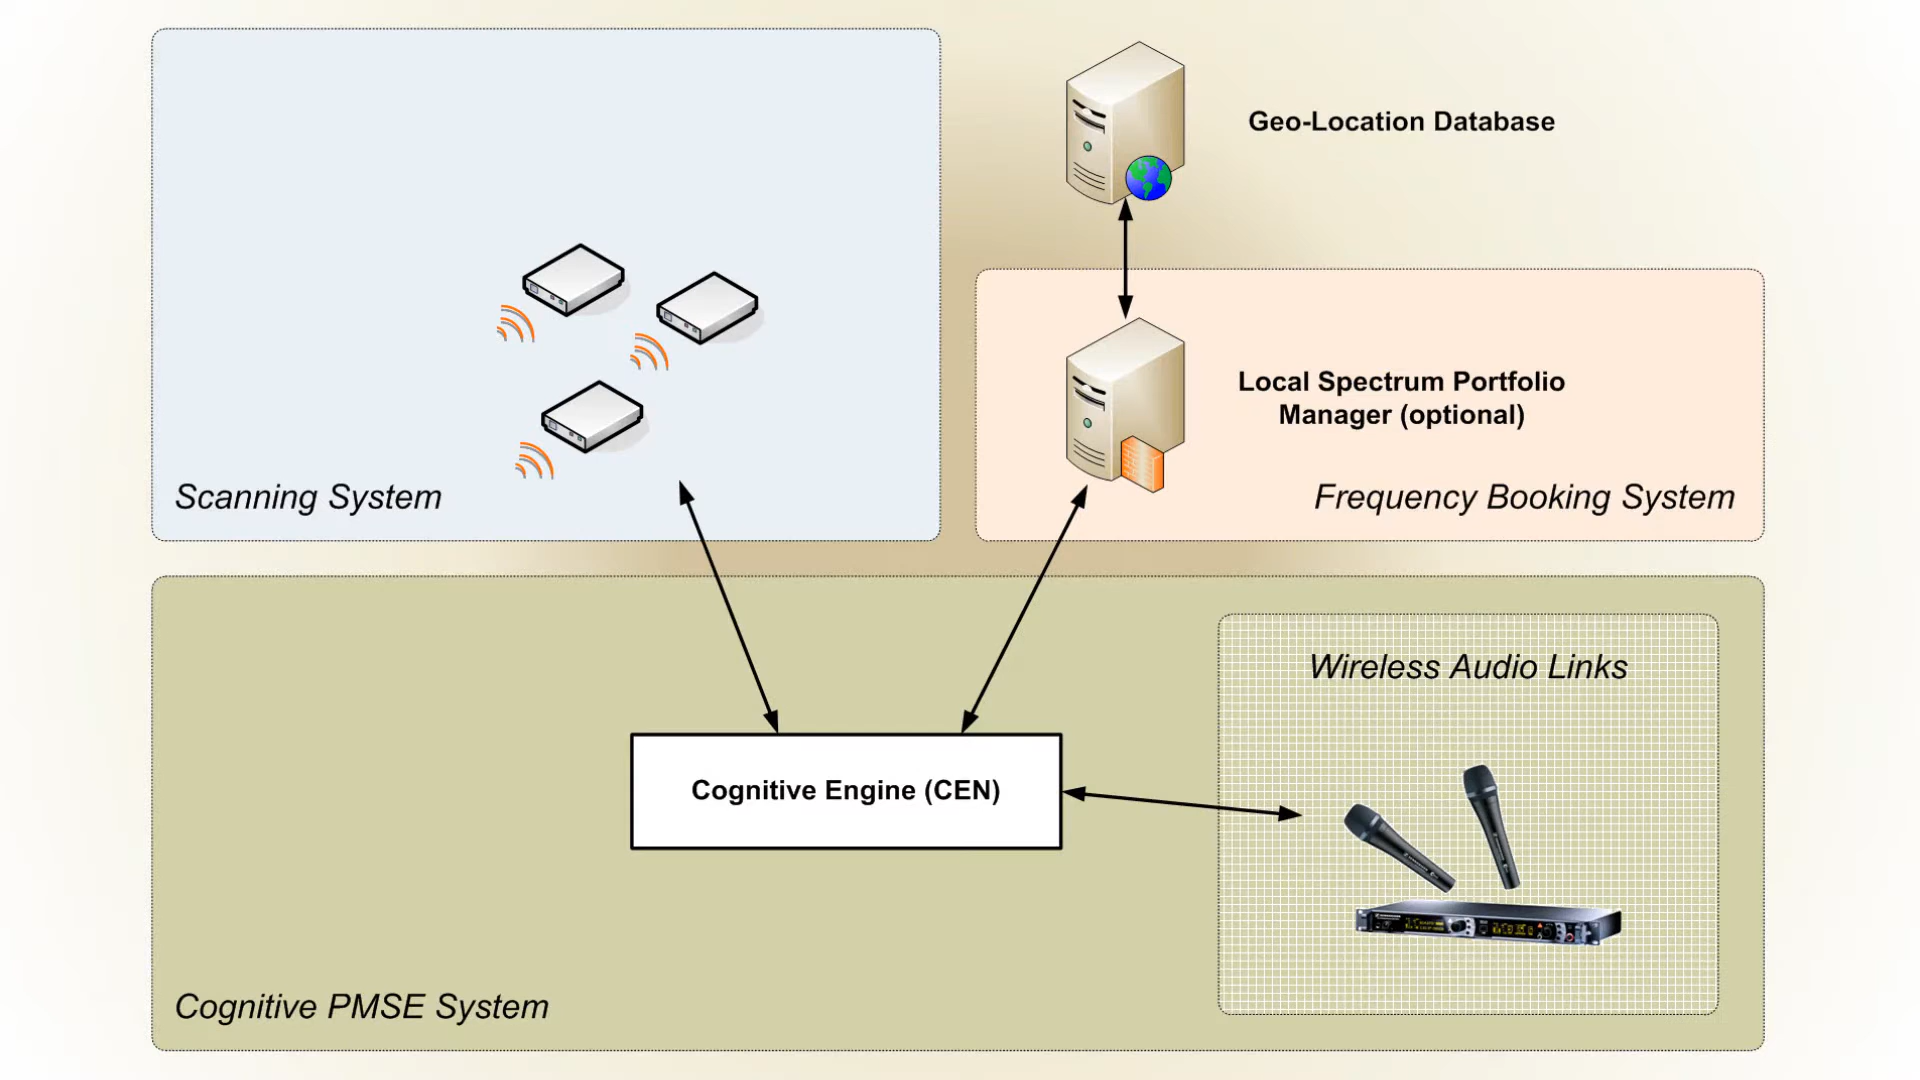 Geo-Location Database
Local Spectrum Portfolio
Manager (optional)
Scanning System
Frequency Booking System
Wireless Audio Links
Cognitive Engine (CEN)
Cognitive PMSE System